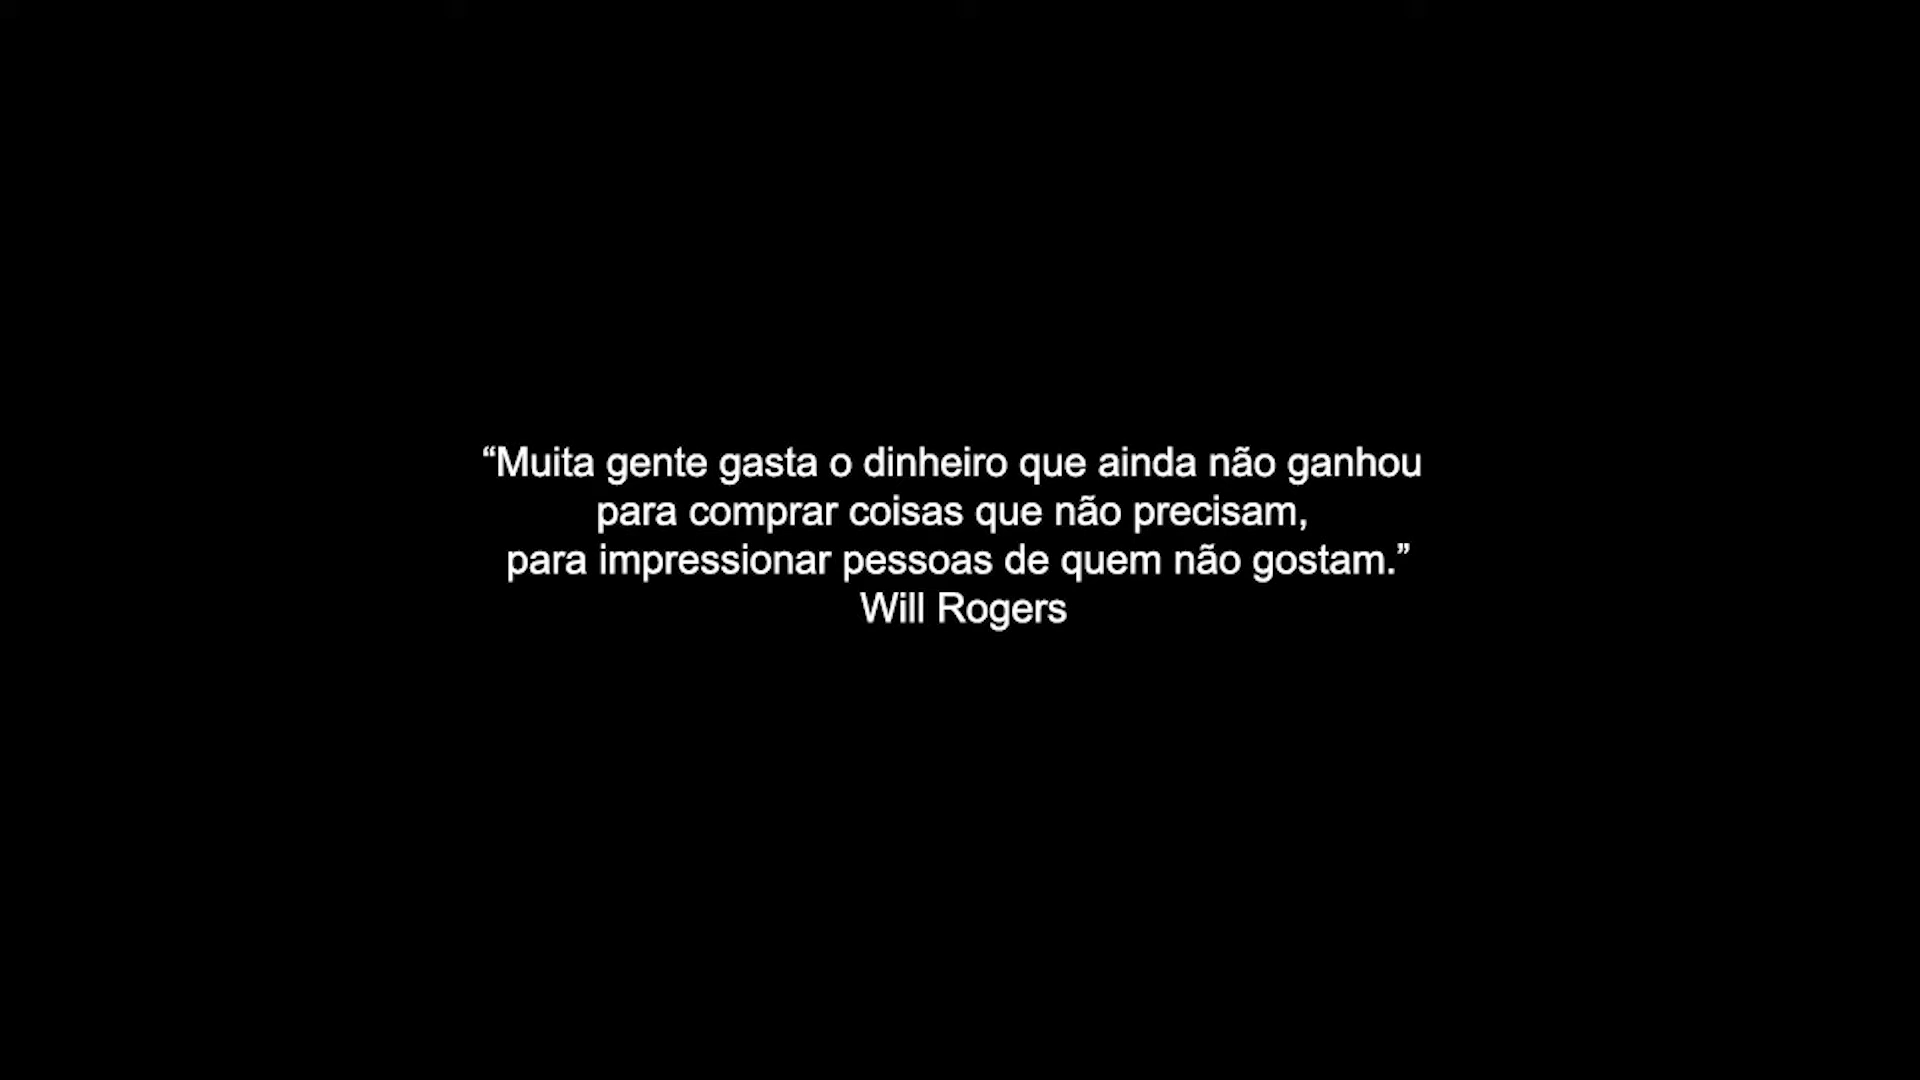 “Muita gente gasta o dinheiro que ainda não ganhou
para comprar coisas que não precisam,
para impressionar pessoas de quem não gostam.”
Will Rogers